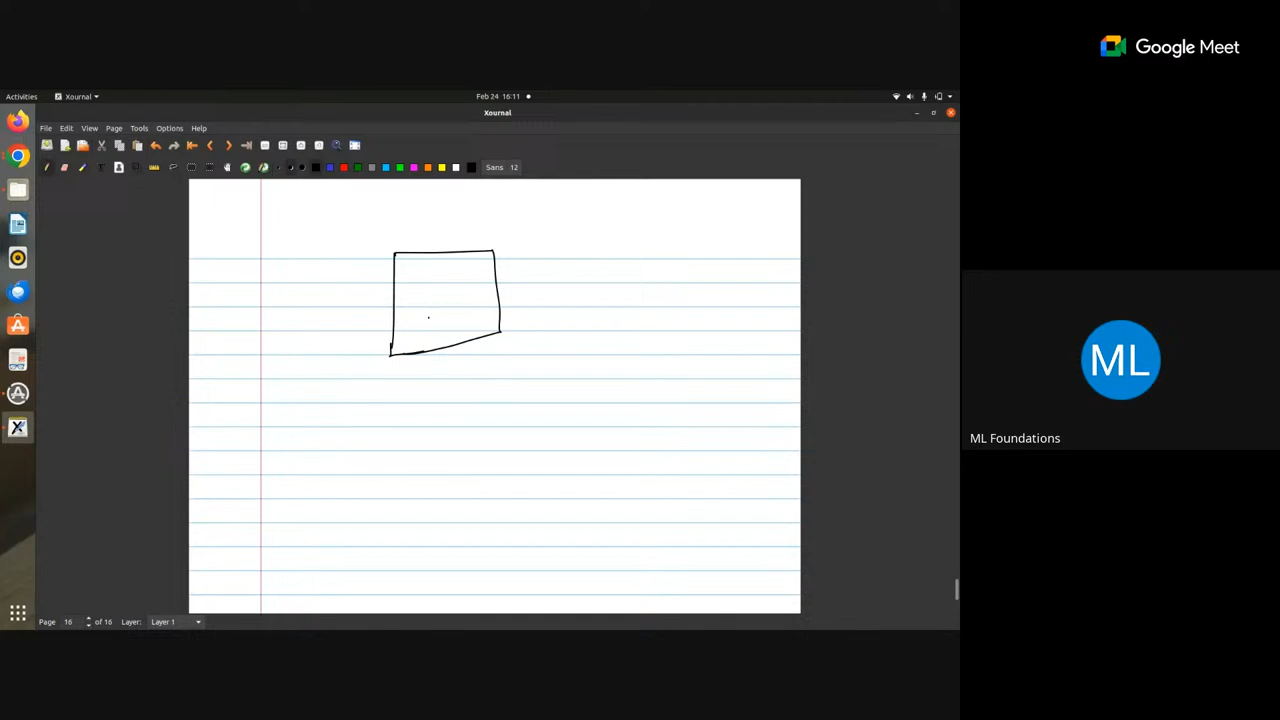 Google Meet
Activities
Xournal
Feb 24 16:11
Xournal
File Edit View Page Tools Options Help
Sans 12
ML
ML Foundations
Page 16 of 16 Layer: Layer 1